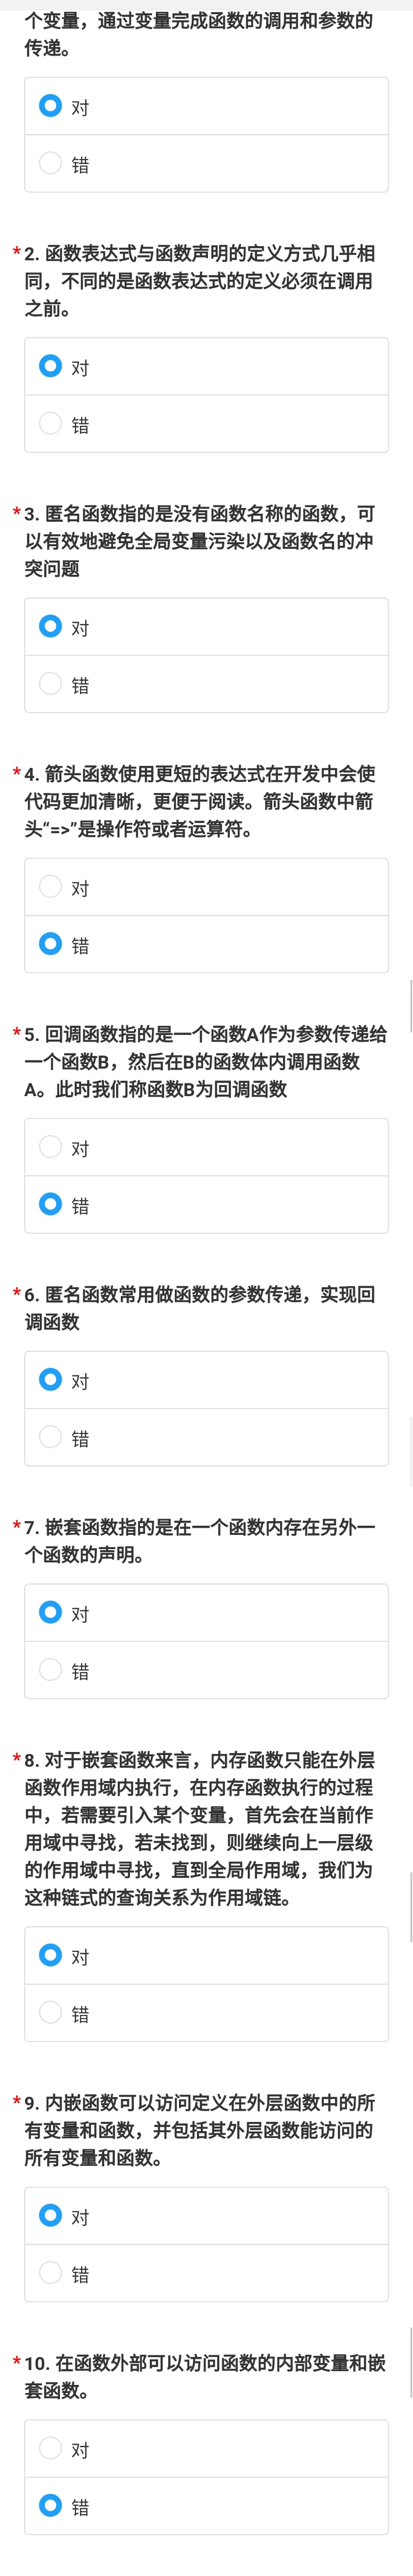 个变量，通过变量完成函数的调用和参数的
传递。
对
错
*2. 函数表达式与函数声明的定义方式几乎相
同，不同的是函数表达式的定义必须在调用
之前。
对
错
*3. 匿名函数指的是没有函数名称的函数，可
以有效地避免全局变量污染以及函数名的冲
突问题
对
错
*4. 箭头函数使用更短的表达式在开发中会使
代码更加清晰，更便于阅读。箭头函数中箭
头“=>”是操作符或者运算符。
对
错
*5. 回调函数指的是一个函数A作为参数传递给
一个函数B，然后在B的函数体内调用函数
A。此时我们称函数B为回调函数
对
错
*6. 匿名函数常用做函数的参数传递，实现回
调函数
对
错
*7. 嵌套函数指的是在一个函数内存在另外一
个函数的声明。
对
错
*8. 对于嵌套函数来言，内存函数只能在外层
函数作用域内执行，在内存函数执行的过程
中，若需要引入某个变量，首先会在当前作
用域中寻找，若未找到，则继续向上一层级
的作用域中寻找，直到全局作用域，我们为
这种链式的查询关系为作用域链。
对
错
*9. 内嵌函数可以访问定义在外层函数中的所
有变量和函数，并包括其外层函数能访问的
所有变量和函数。
对
错
*10. 在函数外部可以访问函数的内部变量和嵌
套函数。
对
错